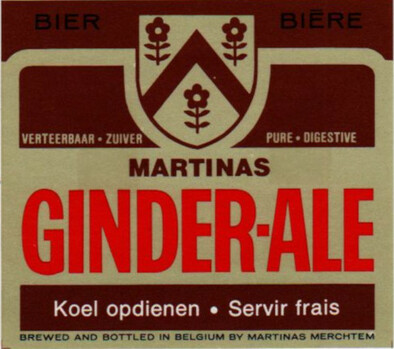 BIER BIĒRE
VERTEERBAAR • ZUIVER PURE • DIGESTIVE
MARTINAS
GINDER-ALE
Koel opdienen • Servir frais
BREWED AND BOTTLED IN BELGIUM BY MARTINAS MERCHTEM